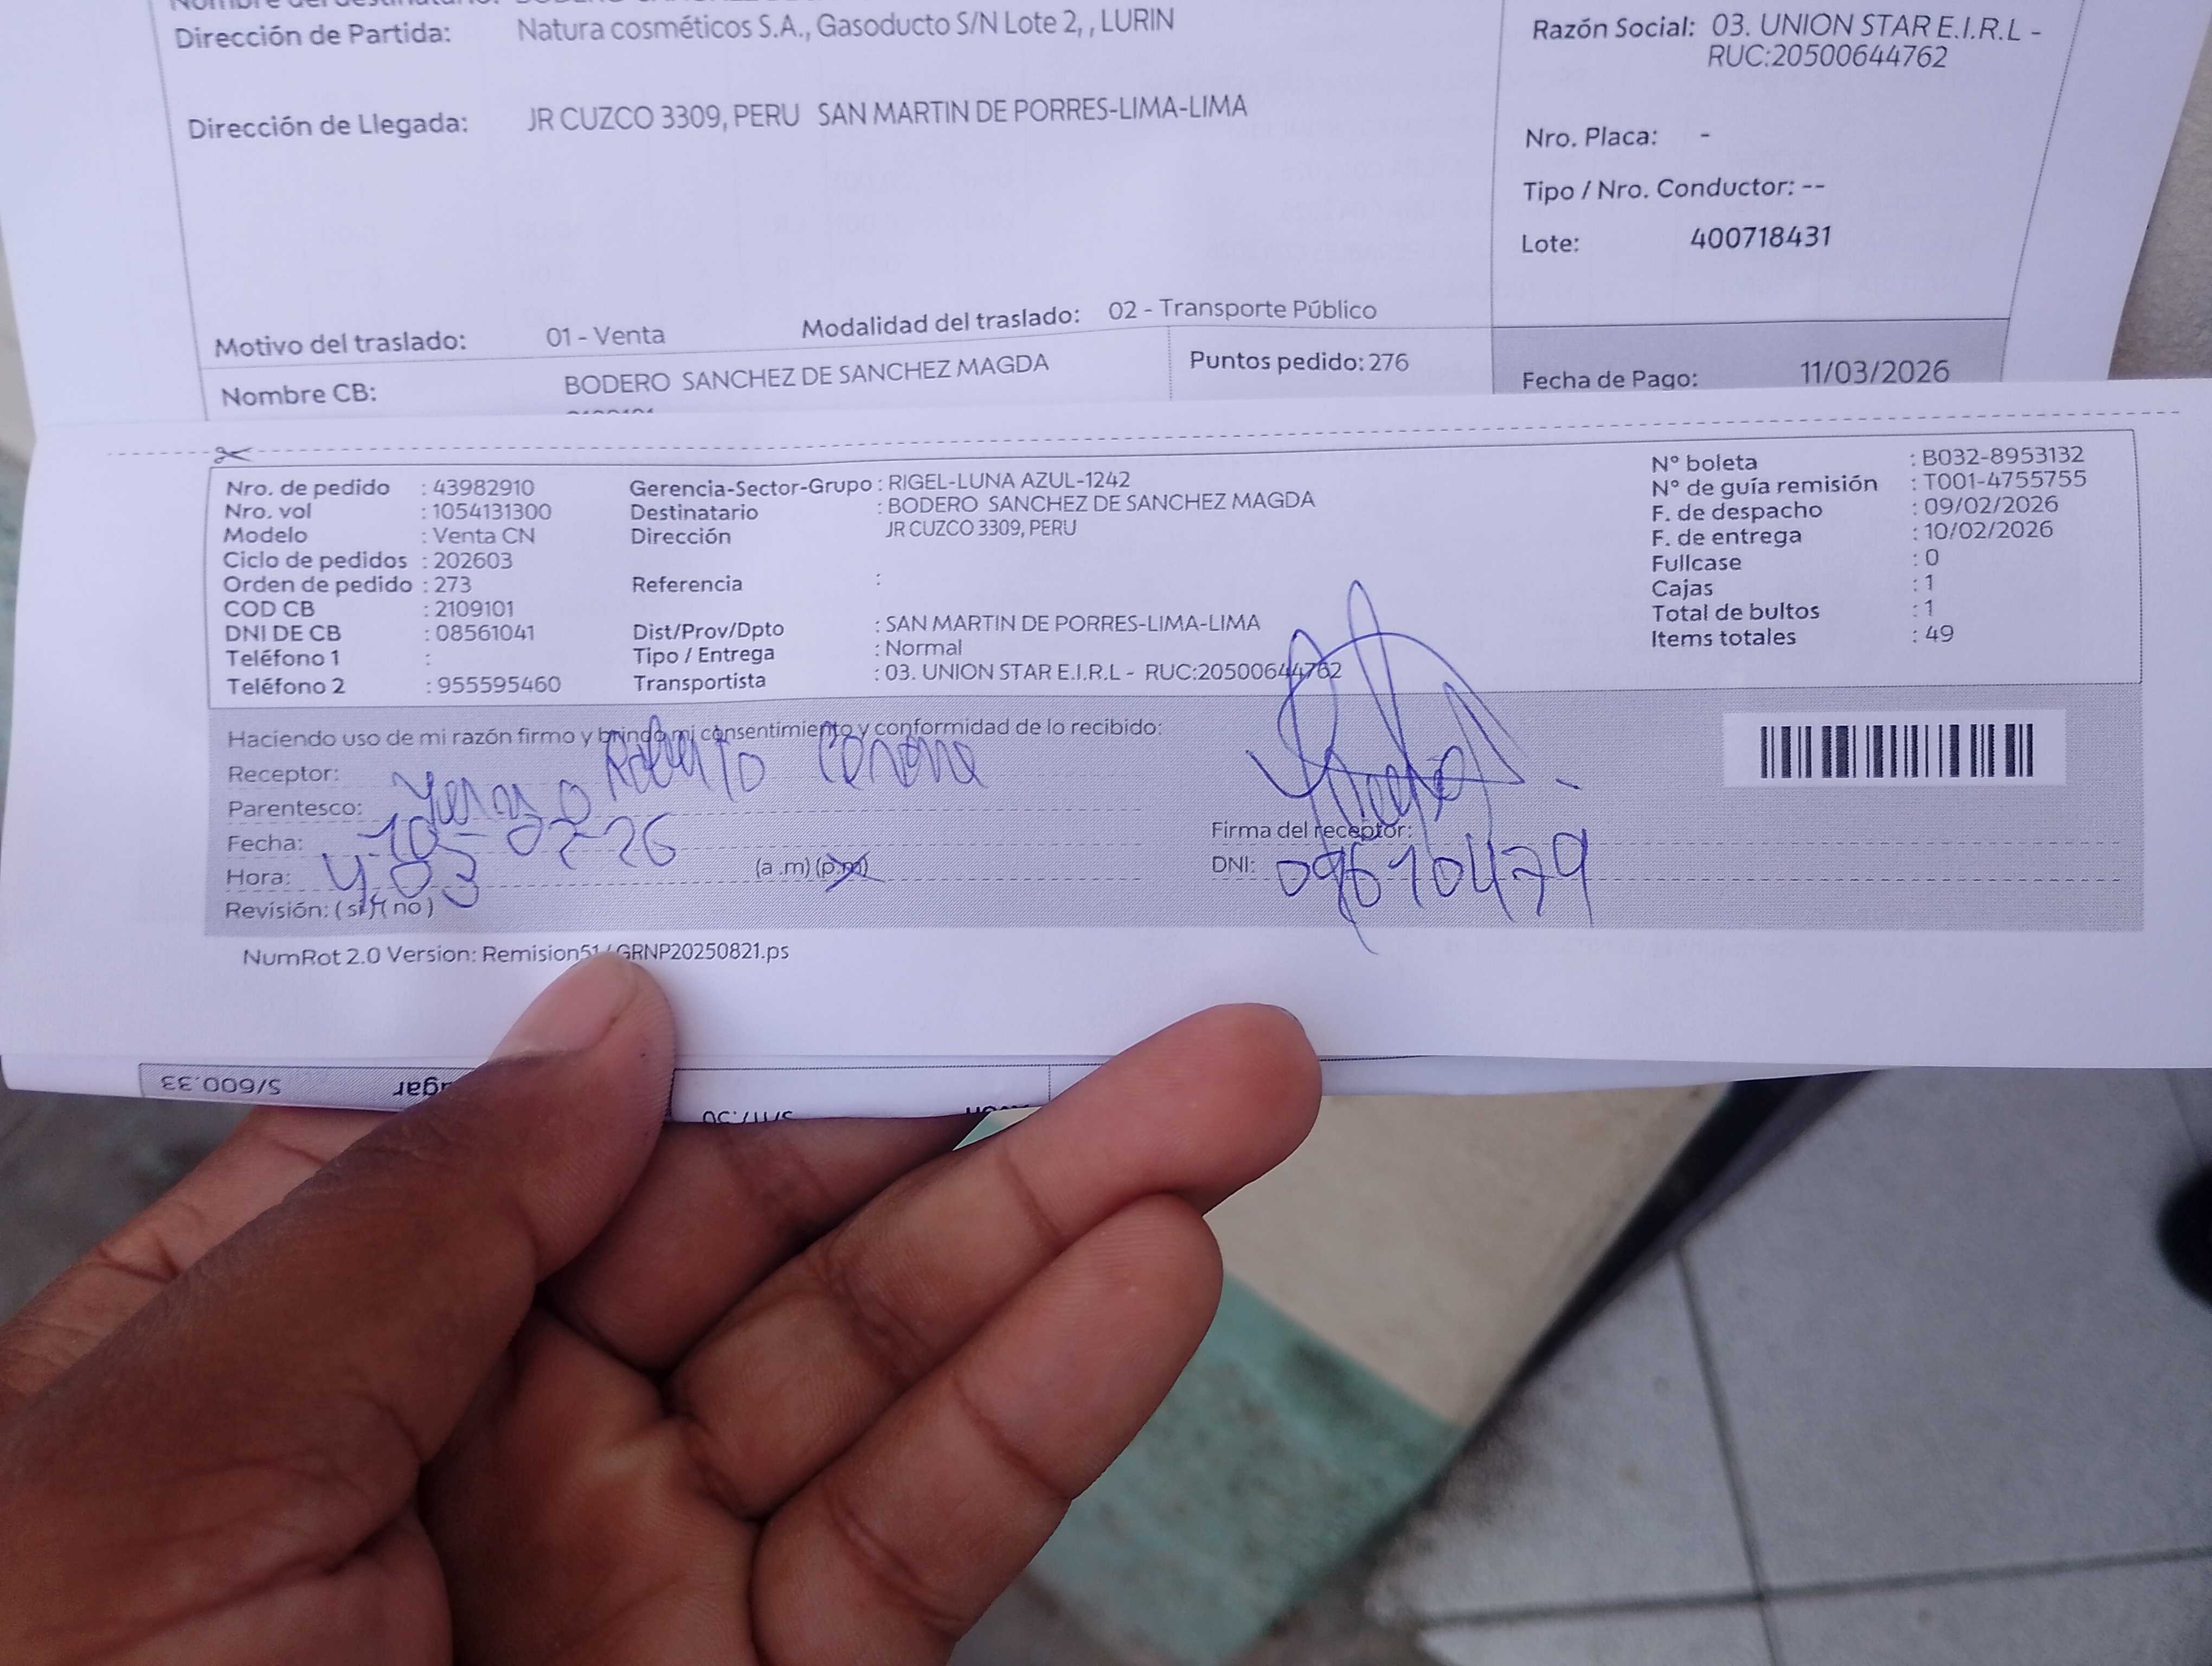 Dirección de Partida: Natura cosméticos S.A., Gasoducto S/N Lote 2, , LURIN
Razón Social: 03. UNION STAR E.I.R.L -
RUC:20500644762
Dirección de Llegada: JR CUZCO 3309, PERU SAN MARTIN DE PORRES-LIMA-LIMA
Nro. Placa: -
Tipo / Nro. Conductor: --
Lote: 400718431
Motivo del traslado: 01 - Venta Modalidad del traslado: 02 - Transporte Público
Nombre CB: BODERO SANCHEZ DE SANCHEZ MAGDA Puntos pedido: 276 Fecha de Pago: 11/03/2026
Nro. de pedido : 43982910
Nro. vol : 1054131300
Modelo : Venta CN
Ciclo de pedidos : 202603
Orden de pedido : 273
COD CB : 2109101
DNI DE CB : 08561041
Teléfono 1 :
Teléfono 2 : 955595460
Gerencia-Sector-Grupo : RIGEL-LUNA AZUL-1242
Destinatario : BODERO SANCHEZ DE SANCHEZ MAGDA
Dirección JR CUZCO 3309, PERU
Referencia :
Dist/Prov/Dpto : SAN MARTIN DE PORRES-LIMA-LIMA
Tipo / Entrega : Normal
Transportista : 03. UNION STAR E.I.R.L - RUC:20500644762
N° boleta : B032-8953132
N° de guía remisión : T001-4755755
F. de despacho : 09/02/2026
F. de entrega : 10/02/2026
Fullcase : 0
Cajas : 1
Total de bultos : 1
Items totales : 49
Haciendo uso de mi razón firmo y brindo mi consentimiento y conformidad de lo recibido:
Receptor:
Parentesco: Yerno Roberto
Fecha: 10-02-26
Hora: 4.03 (a .m) (p.m)
Revisión: ( si ) ( no )
Firma del receptor:
DNI: 09610479
NumRot 2.0 Version: Remision51 / GRNP20250821.ps
S/600.33